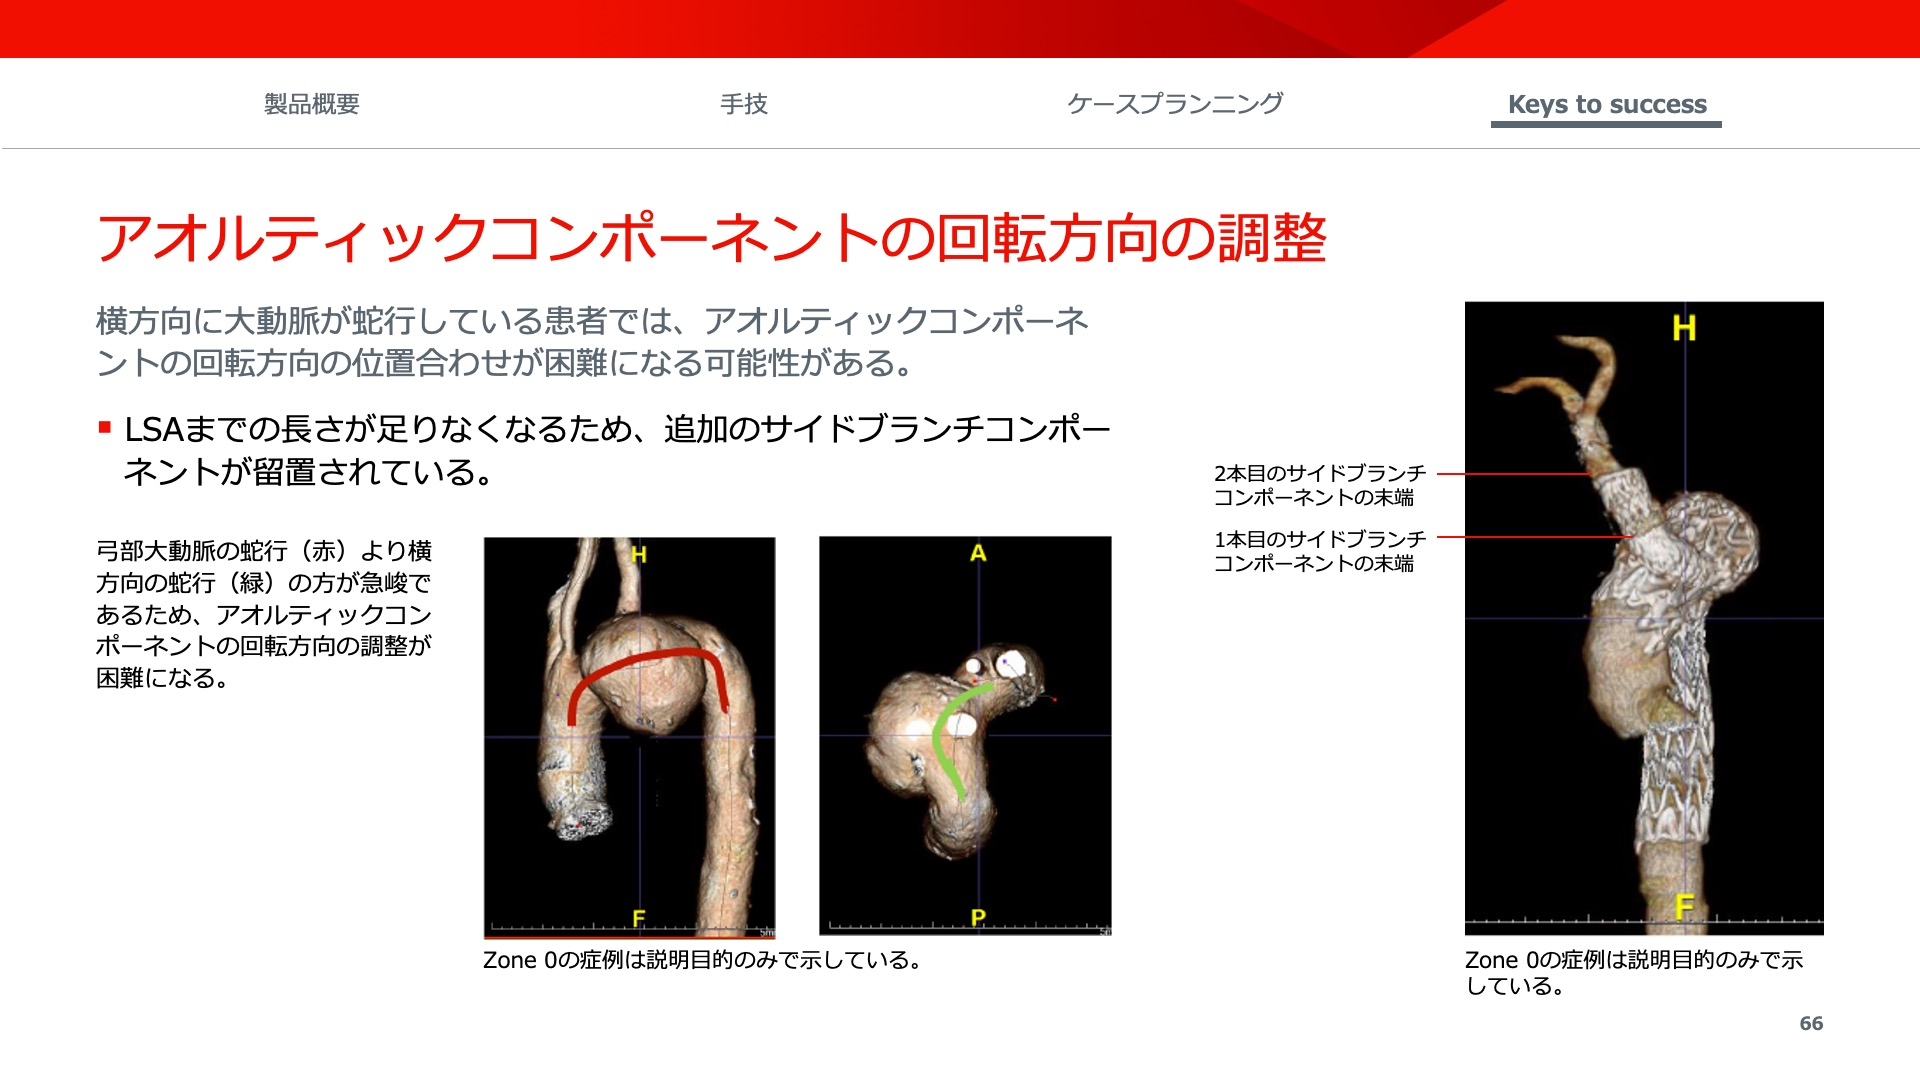 製品概要
手技
ケースプランニング
Keys to success
アオルティックコンポーネントの回転方向の調整
横方向に大動脈が蛇行している患者では、アオルティックコンポーネ
ントの回転方向の位置合わせが困難になる可能性がある。
▪ LSAまでの長さが足りなくなるため、追加のサイドブランチコンポー
ネントが留置されている。
弓部大動脈の蛇行（赤）より横
方向の蛇行（緑）の方が急峻で
あるため、アオルティックコン
ポーネントの回転方向の調整が
困難になる。
H
F
A
P
Zone 0の症例は説明目的のみで示している。
2本目のサイドブランチ
コンポーネントの末端
1本目のサイドブランチ
コンポーネントの末端
H
F
Zone 0の症例は説明目的のみで示
している。
66